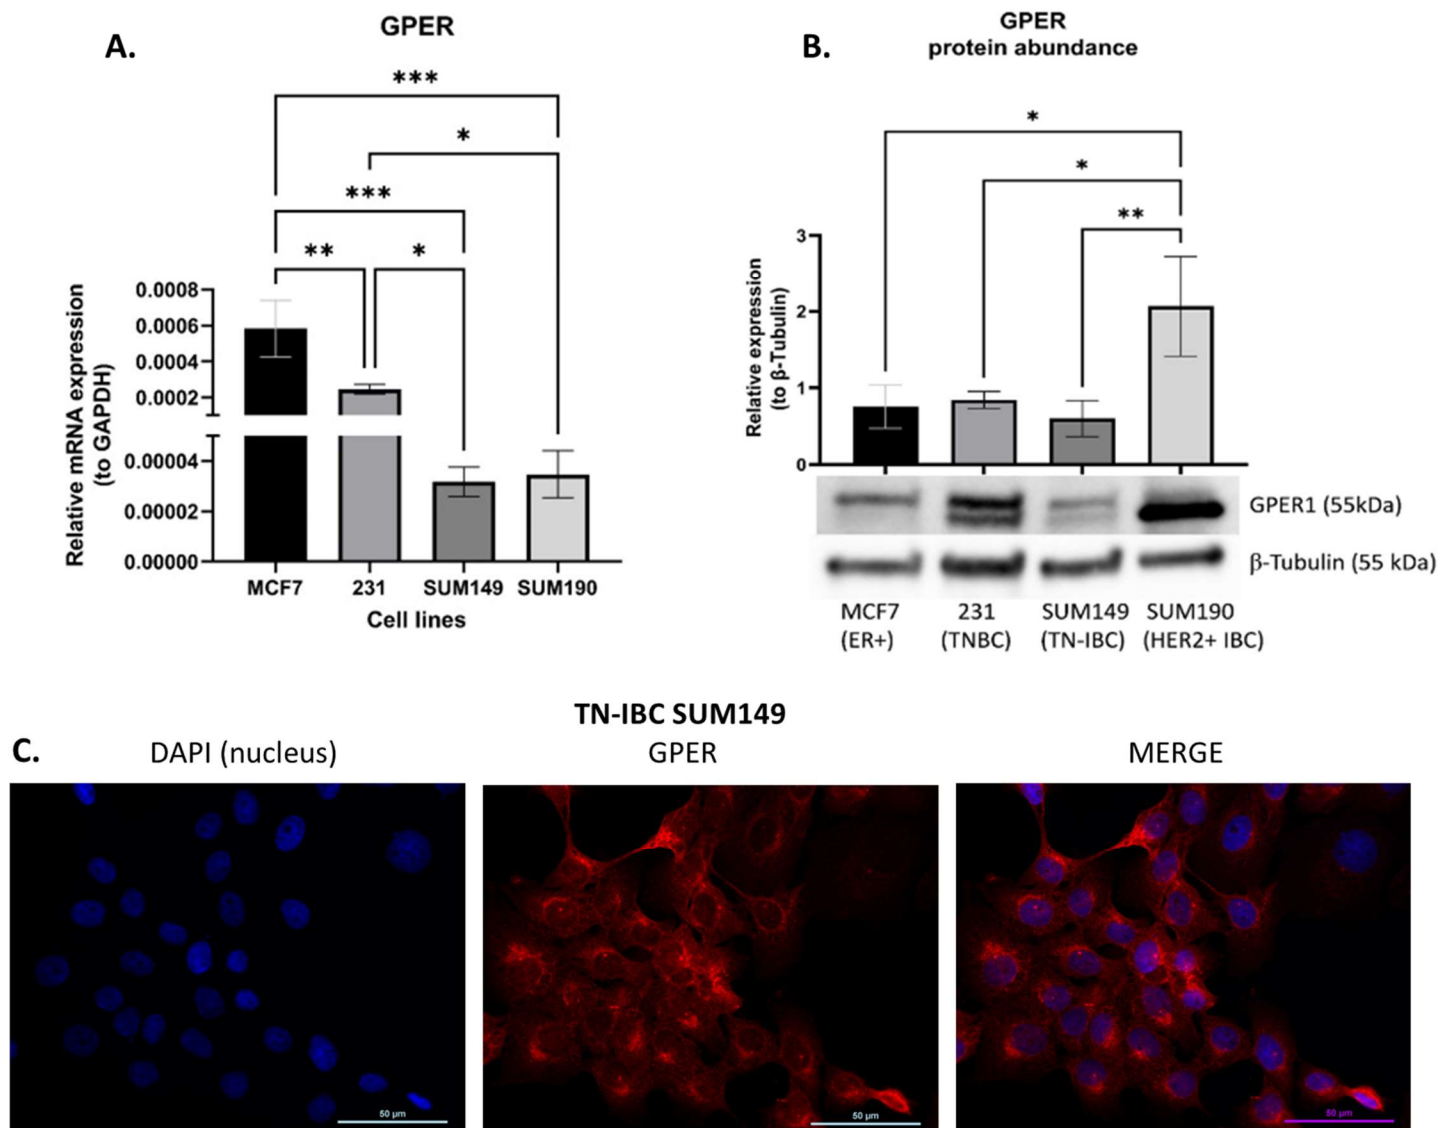 A.
GPER
***
*
***
**
*
Relative mRNA expression
(to GAPDH)
0.0008
0.0006
0.0004
0.0002
0.00004
0.00002
0.00000
MCF7 231 SUM149 SUM190
Cell lines
B.
GPER
protein abundance
*
*
**
Relative expression
(to β-Tubulin)
3
2
1
0
GPER1 (55kDa)
β-Tubulin (55 kDa)
MCF7 231 SUM149 SUM190
(ER+) (TNBC) (TN-IBC) (HER2+ IBC)
TN-IBC SUM149
C.
DAPI (nucleus) GPER MERGE
50 µm 50 µm 50 µm